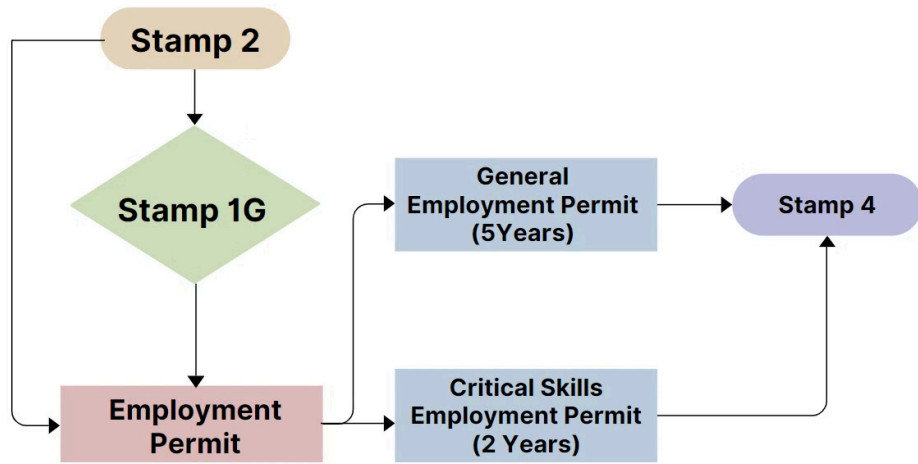 Stamp 2
Stamp 1G
General
Employment Permit
(5Years)
Stamp 4
Employment
Permit
Critical Skills
Employment Permit
(2 Years)